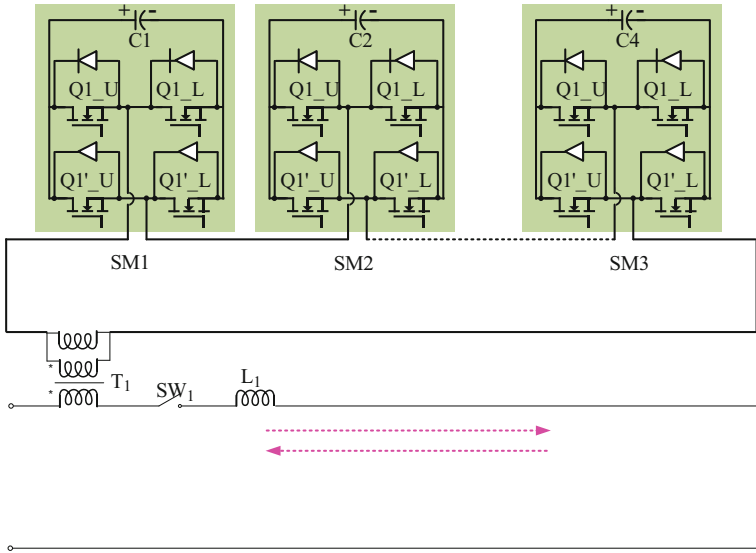 + -
C1
Q1_U Q1_L
Q1'_U Q1'_L
+ -
C2
Q1_U Q1_L
Q1'_U Q1'_L
+ -
C4
Q1_U Q1_L
Q1'_U Q1'_L
SM1 SM2 SM3
*
T1
*
SW1
L1